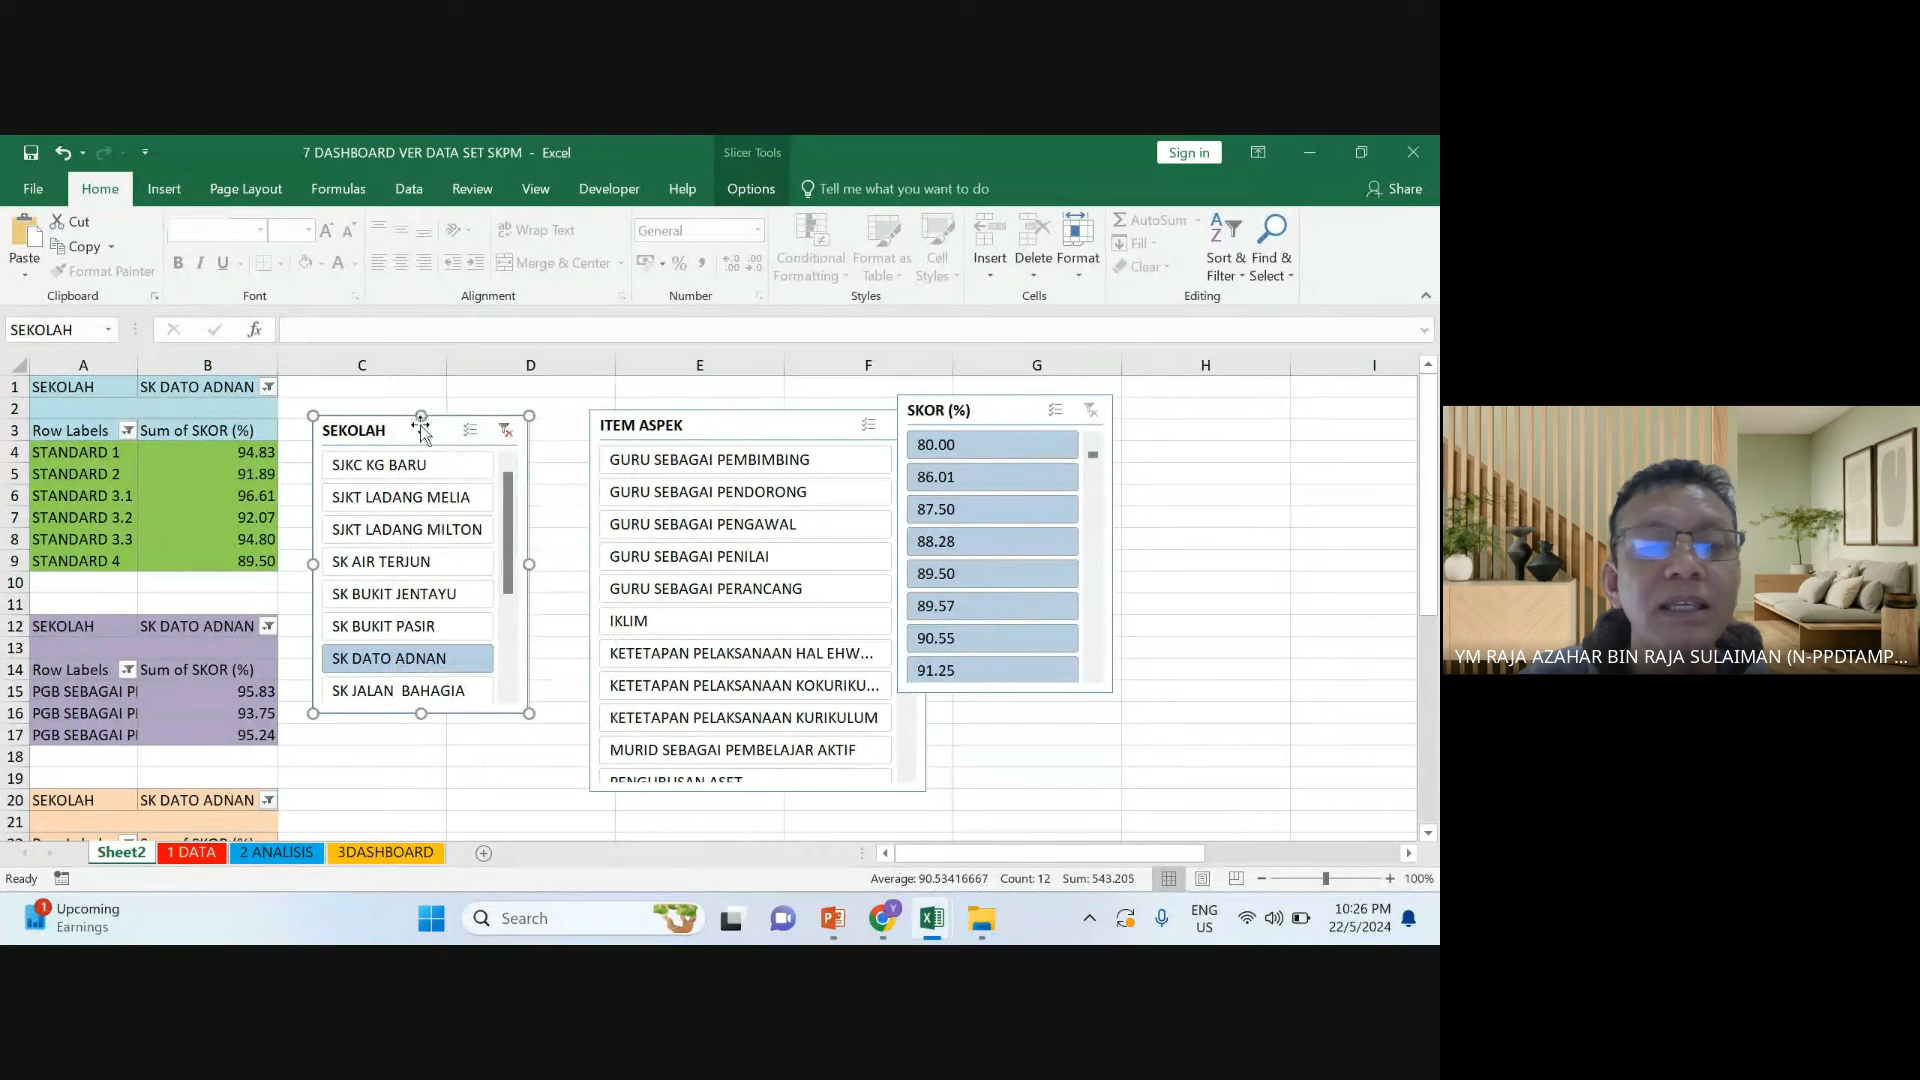 7 DASHBOARD VER DATA SET SKPM - Excel
Slicer Tools
Sign in
File Home Insert Page Layout Formulas Data Review View Developer Help Options Tell me what you want to do Share
Paste
Cut
Copy
Format Painter
Clipboard
B I U
Font
Wrap Text
Merge & Center
Alignment
General
Number
Conditional Formatting
Format as Table
Cell Styles
Styles
Insert Delete Format
Cells
AutoSum
Fill
Clear
Sort & Filter
Find & Select
Editing
SEKOLAH
fx
A B C D E F G H I
1 SEKOLAH SK DATO ADNAN
2
3 Row Labels Sum of SKOR (%)
4 STANDARD 1 94.83
5 STANDARD 2 91.89
6 STANDARD 3.1 96.61
7 STANDARD 3.2 92.07
8 STANDARD 3.3 94.80
9 STANDARD 4 89.50
10
11
12 SEKOLAH SK DATO ADNAN
13
14 Row Labels Sum of SKOR (%)
15 PGB SEBAGAI 95.83
16 PGB SEBAGAI 93.75
17 PGB SEBAGAI 95.24
18
19
20 SEKOLAH SK DATO ADNAN
21
SEKOLAH
SJKC KG BARU
SJKT LADANG MELIA
SJKT LADANG MILTON
SK AIR TERJUN
SK BUKIT JENTAYU
SK BUKIT PASIR
SK DATO ADNAN
SK JALAN BAHAGIA
ITEM ASPEK
GURU SEBAGAI PEMBIMBING
GURU SEBAGAI PENDORONG
GURU SEBAGAI PENGAWAL
GURU SEBAGAI PENILAI
GURU SEBAGAI PERANCANG
IKLIM
KETETAPAN PELAKSANAAN HAL EHW...
KETETAPAN PELAKSANAAN KOKURIKU...
KETETAPAN PELAKSANAAN KURIKULUM
MURID SEBAGAI PEMBELAJAR AKTIF
PENGURUSAN ASET
SKOR (%)
80.00
86.01
87.50
88.28
89.50
89.57
90.55
91.25
Sheet2 1 DATA 2 ANALISIS 3DASHBOARD
Ready
Average: 90.53416667 Count: 12 Sum: 543.205
100%
1
Upcoming
Earnings
Search
Y
ENG
US
10:26 PM
22/5/2024
YM RAJA AZAHAR BIN RAJA SULAIMAN (N-PPDTAMP...